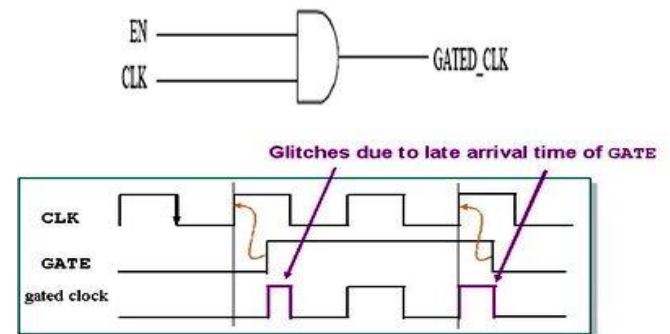 EN
CLK
GATED_CLK
Glitches due to late arrival time of GATE
CLK
GATE
gated clock